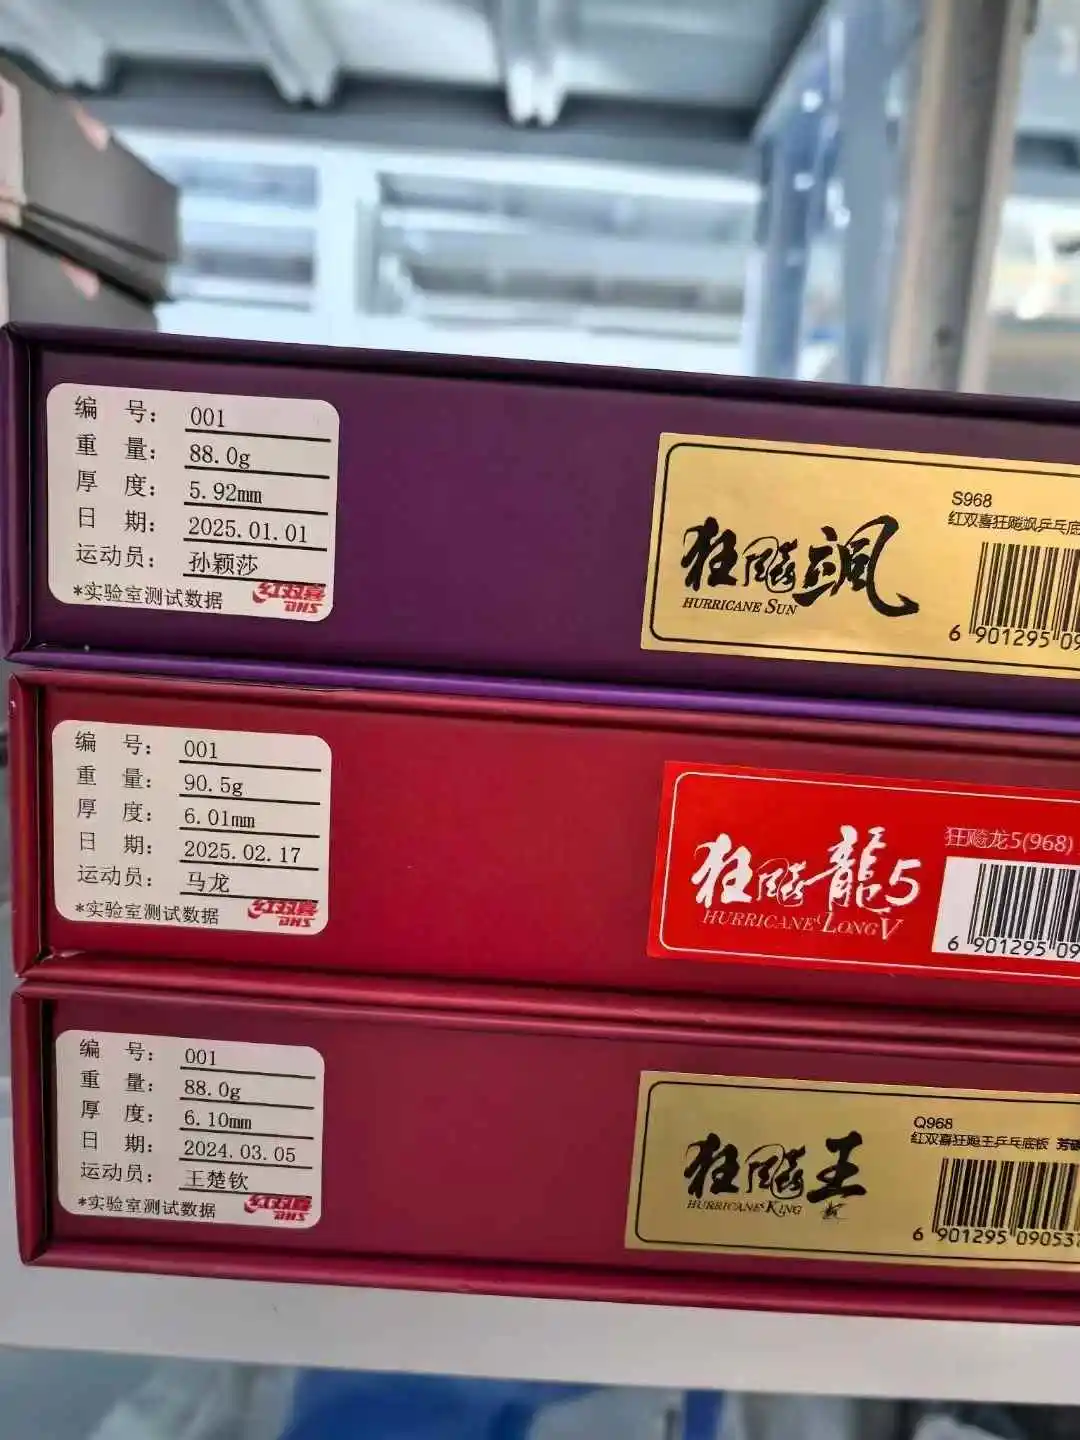 编 号: 001
重 量: 88.0g
厚 度: 5.92mm
日 期: 2025.01.01
运动员: 孙颖莎
*实验室测试数据
红双喜
DHS
狂飚飒
HURRICANE SUN
S968
红双喜狂飚飒乒乓底
6 901295 09
编 号: 001
重 量: 90.5g
厚 度: 6.01mm
日 期: 2025.02.17
运动员: 马龙
*实验室测试数据
红双喜
DHS
狂飚龍5
HURRICANE LONG V
狂飚龙5(968)
6 901295 09
编 号: 001
重 量: 88.0g
厚 度: 6.10mm
日 期: 2024.03.05
运动员: 王楚钦
*实验室测试数据
红双喜
DHS
狂飚王
HURRICANE KING
Q968
红双喜狂飚王乒乓底板 芳碳
6 901295 09053